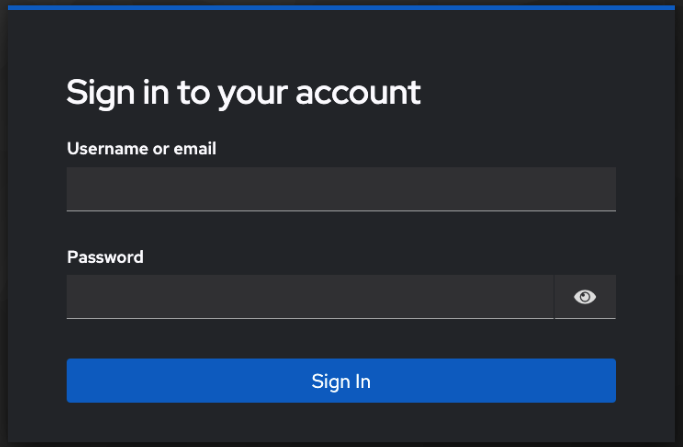 Sign in to your account
Username or email
Password
Sign In